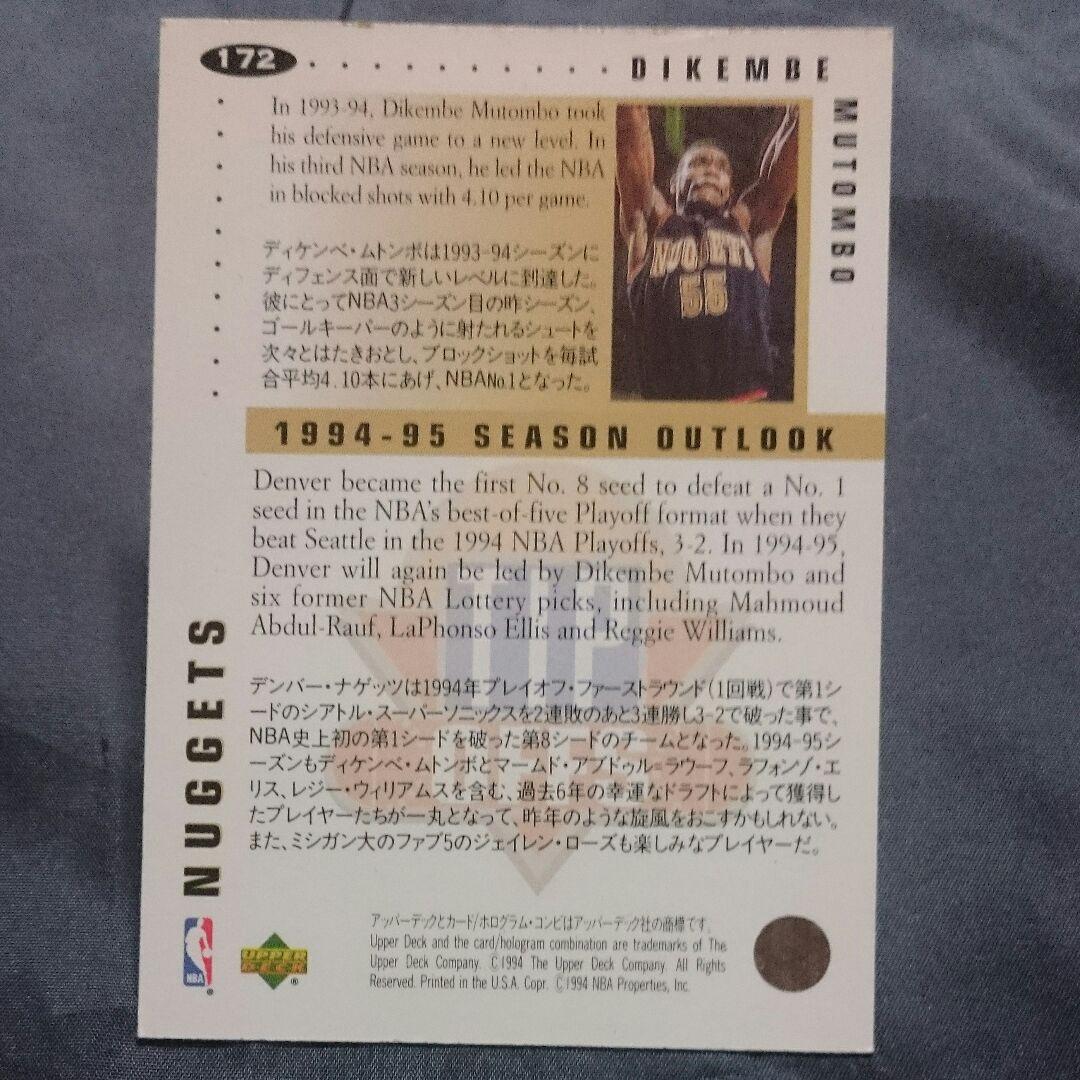 172
DIKEMBE
MUTOMBO
In 1993-94, Dikembe Mutombo took
his defensive game to a new level. In
his third NBA season, he led the NBA
in blocked shots with 4.10 per game.
ディケンベ・ムトンボは1993-94シーズンに
ディフェンス面で新しいレベルに到達した。
彼にとってNBA3シーズン目の昨シーズン、
ゴールキーパーのように射たれるシュートを
次々とはたきおとし、ブロックショットを毎試
合平均4.10本にあげ、NBANo.1となった。
NUGGETS
55
1994-95 SEASON OUTLOOK
Denver became the first No. 8 seed to defeat a No. 1
seed in the NBA's best-of-five Playoff format when they
beat Seattle in the 1994 NBA Playoffs, 3-2. In 1994-95,
Denver will again be led by Dikembe Mutombo and
six former NBA Lottery picks, including Mahmoud
Abdul-Rauf, LaPhonso Ellis and Reggie Williams.
デンバー・ナゲッツは1994年プレイオフ・ファーストラウンド(1回戦)で第1シ
ードのシアトル・スーパーソニックスを2連敗のあと3連勝し3-2で破った事で、
NBA史上初の第1シードを破った第8シードのチームとなった。1994-95シ
ーズンもディケンベ・ムトンボとマームド・アブドゥル=ラウーフ、ラフォンゾ・エ
リス、レジー・ウィリアムスを含む、過去6年の幸運なドラフトによって獲得し
たプレイヤーたちが一丸となって、昨年のような旋風をおこすかもしれない。
また、ミシガン大のファブ5のジェイレン・ローズも楽しみなプレイヤーだ。
NUGGETS
NBA
®
UPPER
DECK
®
アッパーデックとカード/ホログラム・コンビはアッパーデック社の商標です。
Upper Deck and the card/hologram combination are trademarks of The
Upper Deck Company. ©1994 The Upper Deck Company. All Rights
Reserved. Printed in the U.S.A. Copr. ©1994 NBA Properties, Inc.